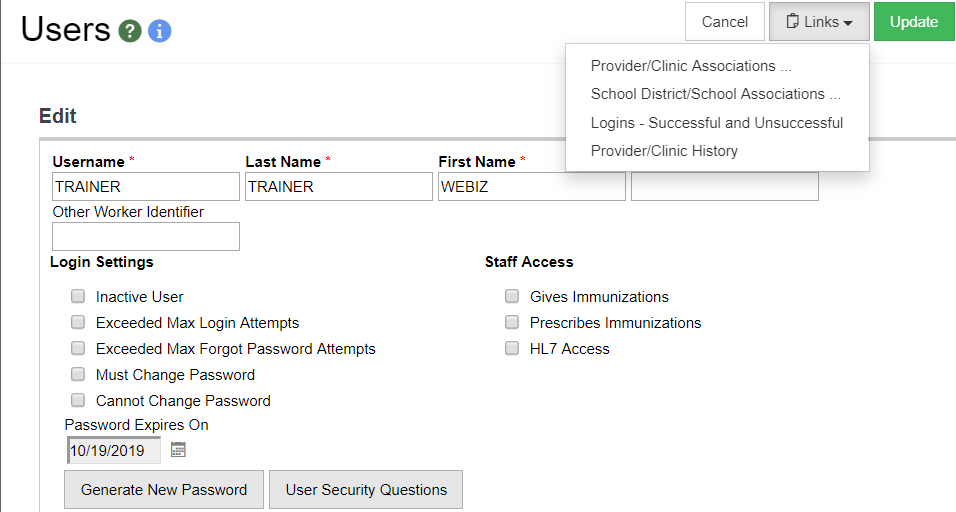 Users ? i
Cancel Links Update
Provider/Clinic Associations ...
School District/School Associations ...
Logins - Successful and Unsuccessful
Provider/Clinic History
Edit
Username * Last Name * First Name *
TRAINER TRAINER WEBIZ
Other Worker Identifier
Login Settings Staff Access
Inactive User Gives Immunizations
Exceeded Max Login Attempts Prescribes Immunizations
Exceeded Max Forgot Password Attempts HL7 Access
Must Change Password
Cannot Change Password
Password Expires On
10/19/2019
Generate New Password User Security Questions